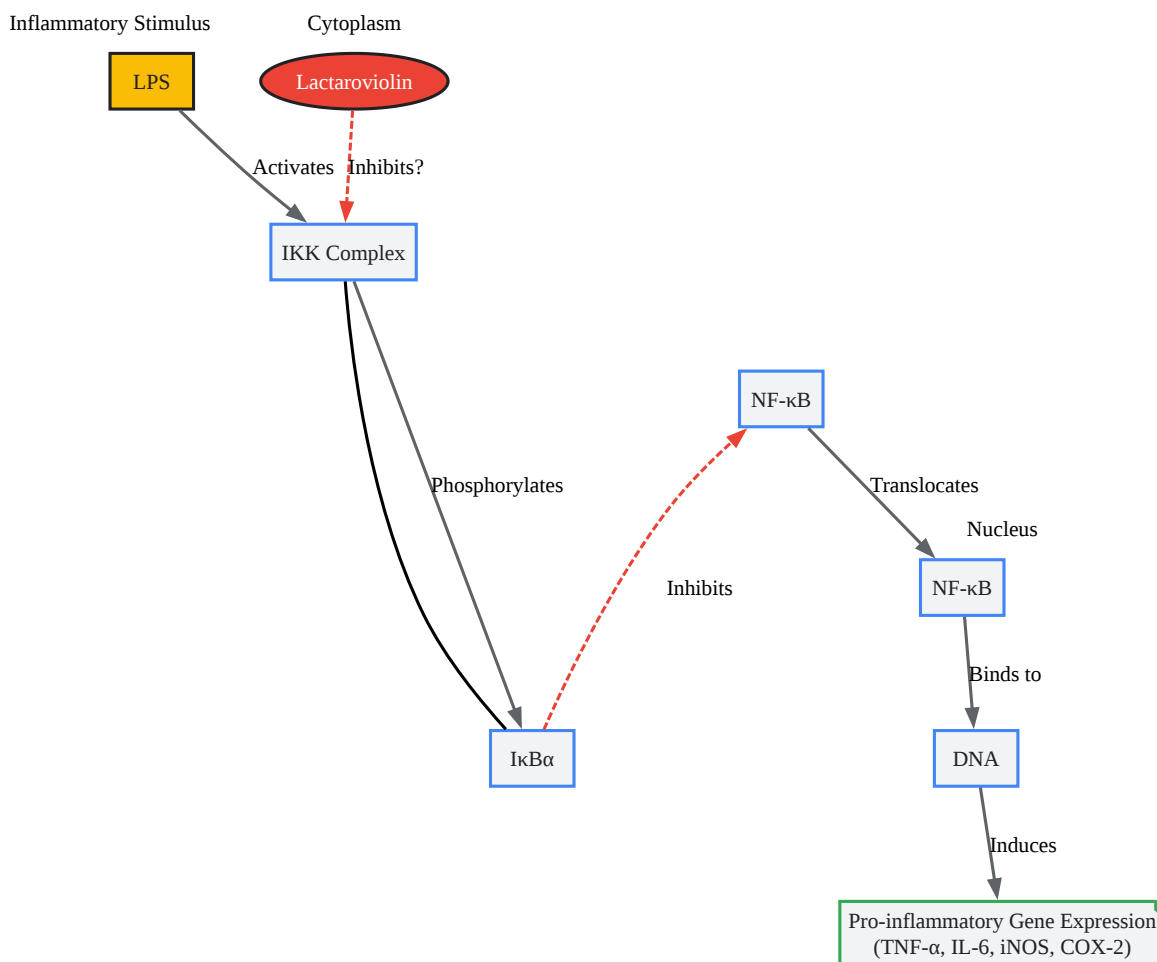 Inflammatory Stimulus
Cytoplasm
LPS
Lactaroviolin
Activates
Inhibits?
IKK Complex
NF-κB
Phosphorylates
Translocates
Nucleus
Inhibits
NF-κB
Binds to
IκBα
DNA
Induces
Pro-inflammatory Gene Expression
(TNF-α, IL-6, iNOS, COX-2)